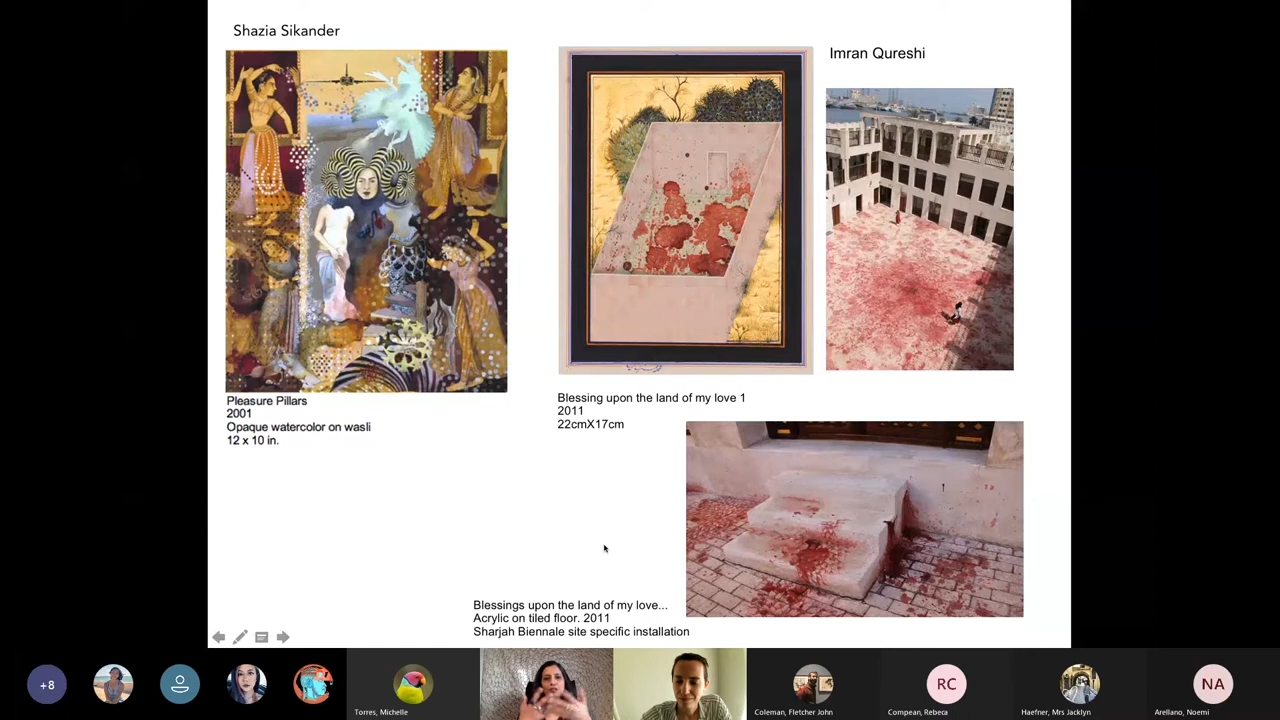 Shazia Sikander
Imran Qureshi
Pleasure Pillars
2001
Opaque watercolor on wasli
12 x 10 in.
Blessing upon the land of my love 1
2011
22cmX17cm
Blessings upon the land of my love...
Acrylic on tiled floor. 2011
Sharjah Biennale site specific installation
+8
Torres, Michelle
Coleman, Fletcher John
RC
Compean, Rebeca
Haefner, Mrs Jacklyn
NA
Arellano, Noemi